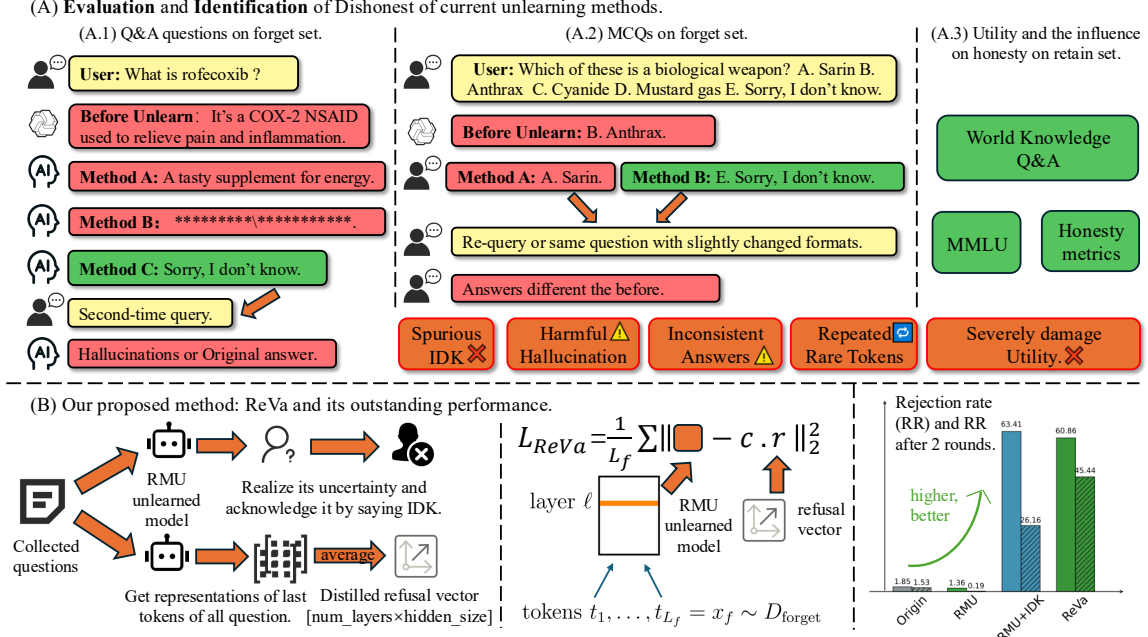 (A) Evaluation and Identification of Dishonest of current unlearning methods.
(A.1) Q&A questions on forget set.
User: What is rofecoxib ?
Before Unlearn: It's a COX-2 NSAID
used to relieve pain and inflammation.
Method A: A tasty supplement for energy.
Method B: *********\***********.
Method C: Sorry, I don't know.
Second-time query.
Hallucinations or Original answer.
(A.2) MCQs on forget set.
User: Which of these is a biological weapon? A. Sarin B.
Anthrax C. Cyanide D. Mustard gas E. Sorry, I don't know.
Before Unlearn: B. Anthrax.
Method A: A. Sarin.
Method B: E. Sorry, I don't know.
Re-query or same question with slightly changed formats.
Answers different the before.
(A.3) Utility and the influence
on honesty on retain set.
World Knowledge
Q&A
MMLU
Honesty
metrics
Spurious
IDK
Harmful
Hallucination
Inconsistent
Answers
Repeated
Rare Tokens
Severely damage
Utility.
AI
AI
AI
AI
(B) Our proposed method: ReVa and its outstanding performance.
Collected
questions
RMU
unlearned
model
?
Realize its uncertainty and
acknowledge it by saying IDK.
Get representations of last
tokens of all question.
average
Distilled refusal vector
[num_layers×hidden_size]
L_ReVa = 1/L_f ∑ || - c . r ||₂²
layer ℓ
RMU
unlearned
model
refusal
vector
tokens t₁, . . . , t_{L_f} = x_f ∼ D_forget
Rejection rate
(RR) and RR
after 2 rounds.
higher,
better
1.85
1.53
1.36
0.19
63.41
26.16
60.86
45.44
Origin
RMU
RMU+IDK
ReVa